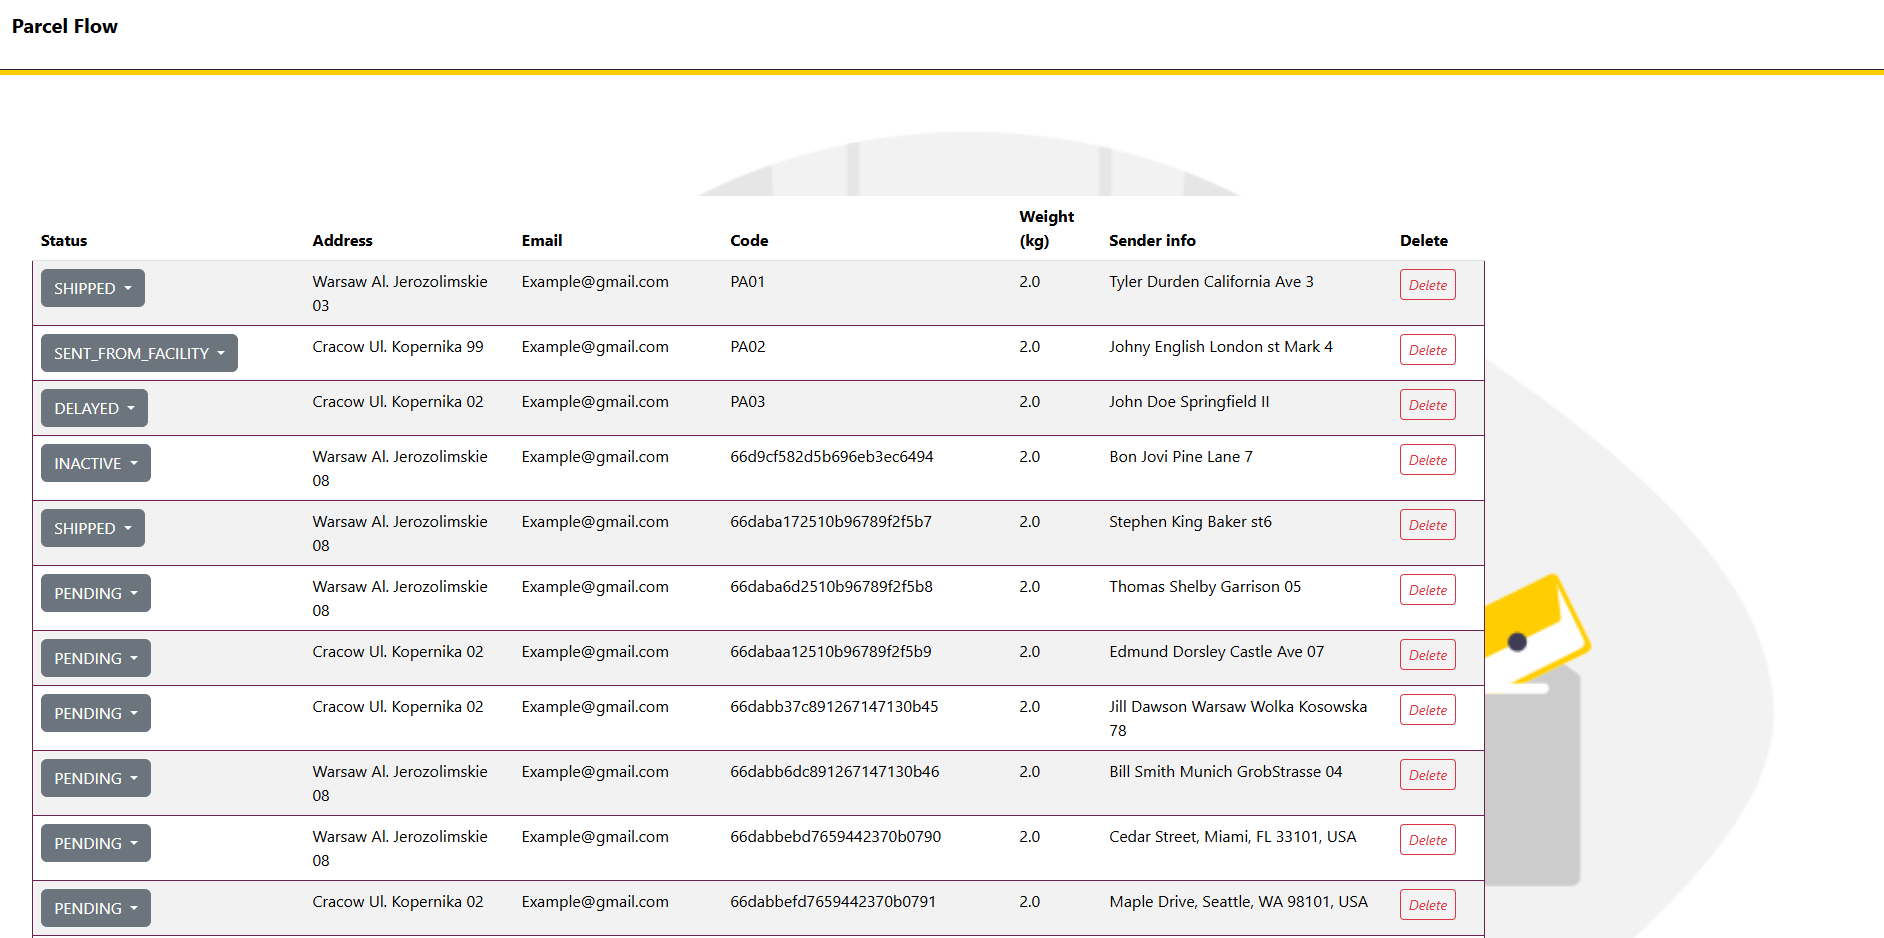 Parcel Flow
Status Address Email Code Weight (kg) Sender info Delete
SHIPPED Warsaw Al. Jerozolimskie 03 Example@gmail.com PA01 2.0 Tyler Durden California Ave 3 Delete
SENT_FROM_FACILITY Cracow Ul. Kopernika 99 Example@gmail.com PA02 2.0 Johny English London st Mark 4 Delete
DELAYED Cracow Ul. Kopernika 02 Example@gmail.com PA03 2.0 John Doe Springfield II Delete
INACTIVE Warsaw Al. Jerozolimskie 08 Example@gmail.com 66d9cf582d5b696eb3ec6494 2.0 Bon Jovi Pine Lane 7 Delete
SHIPPED Warsaw Al. Jerozolimskie 08 Example@gmail.com 66daba172510b96789f2f5b7 2.0 Stephen King Baker st6 Delete
PENDING Warsaw Al. Jerozolimskie 08 Example@gmail.com 66daba6d2510b96789f2f5b8 2.0 Thomas Shelby Garrison 05 Delete
PENDING Cracow Ul. Kopernika 02 Example@gmail.com 66dabaa12510b96789f2f5b9 2.0 Edmund Dorsley Castle Ave 07 Delete
PENDING Cracow Ul. Kopernika 02 Example@gmail.com 66dabb37c891267147130b45 2.0 Jill Dawson Warsaw Wolka Kosowska 78 Delete
PENDING Warsaw Al. Jerozolimskie 08 Example@gmail.com 66dabb6dc891267147130b46 2.0 Bill Smith Munich GrobStrasse 04 Delete
PENDING Warsaw Al. Jerozolimskie 08 Example@gmail.com 66dabbebd7659442370b0790 2.0 Cedar Street, Miami, FL 33101, USA Delete
PENDING Cracow Ul. Kopernika 02 Example@gmail.com 66dabbefd7659442370b0791 2.0 Maple Drive, Seattle, WA 98101, USA Delete